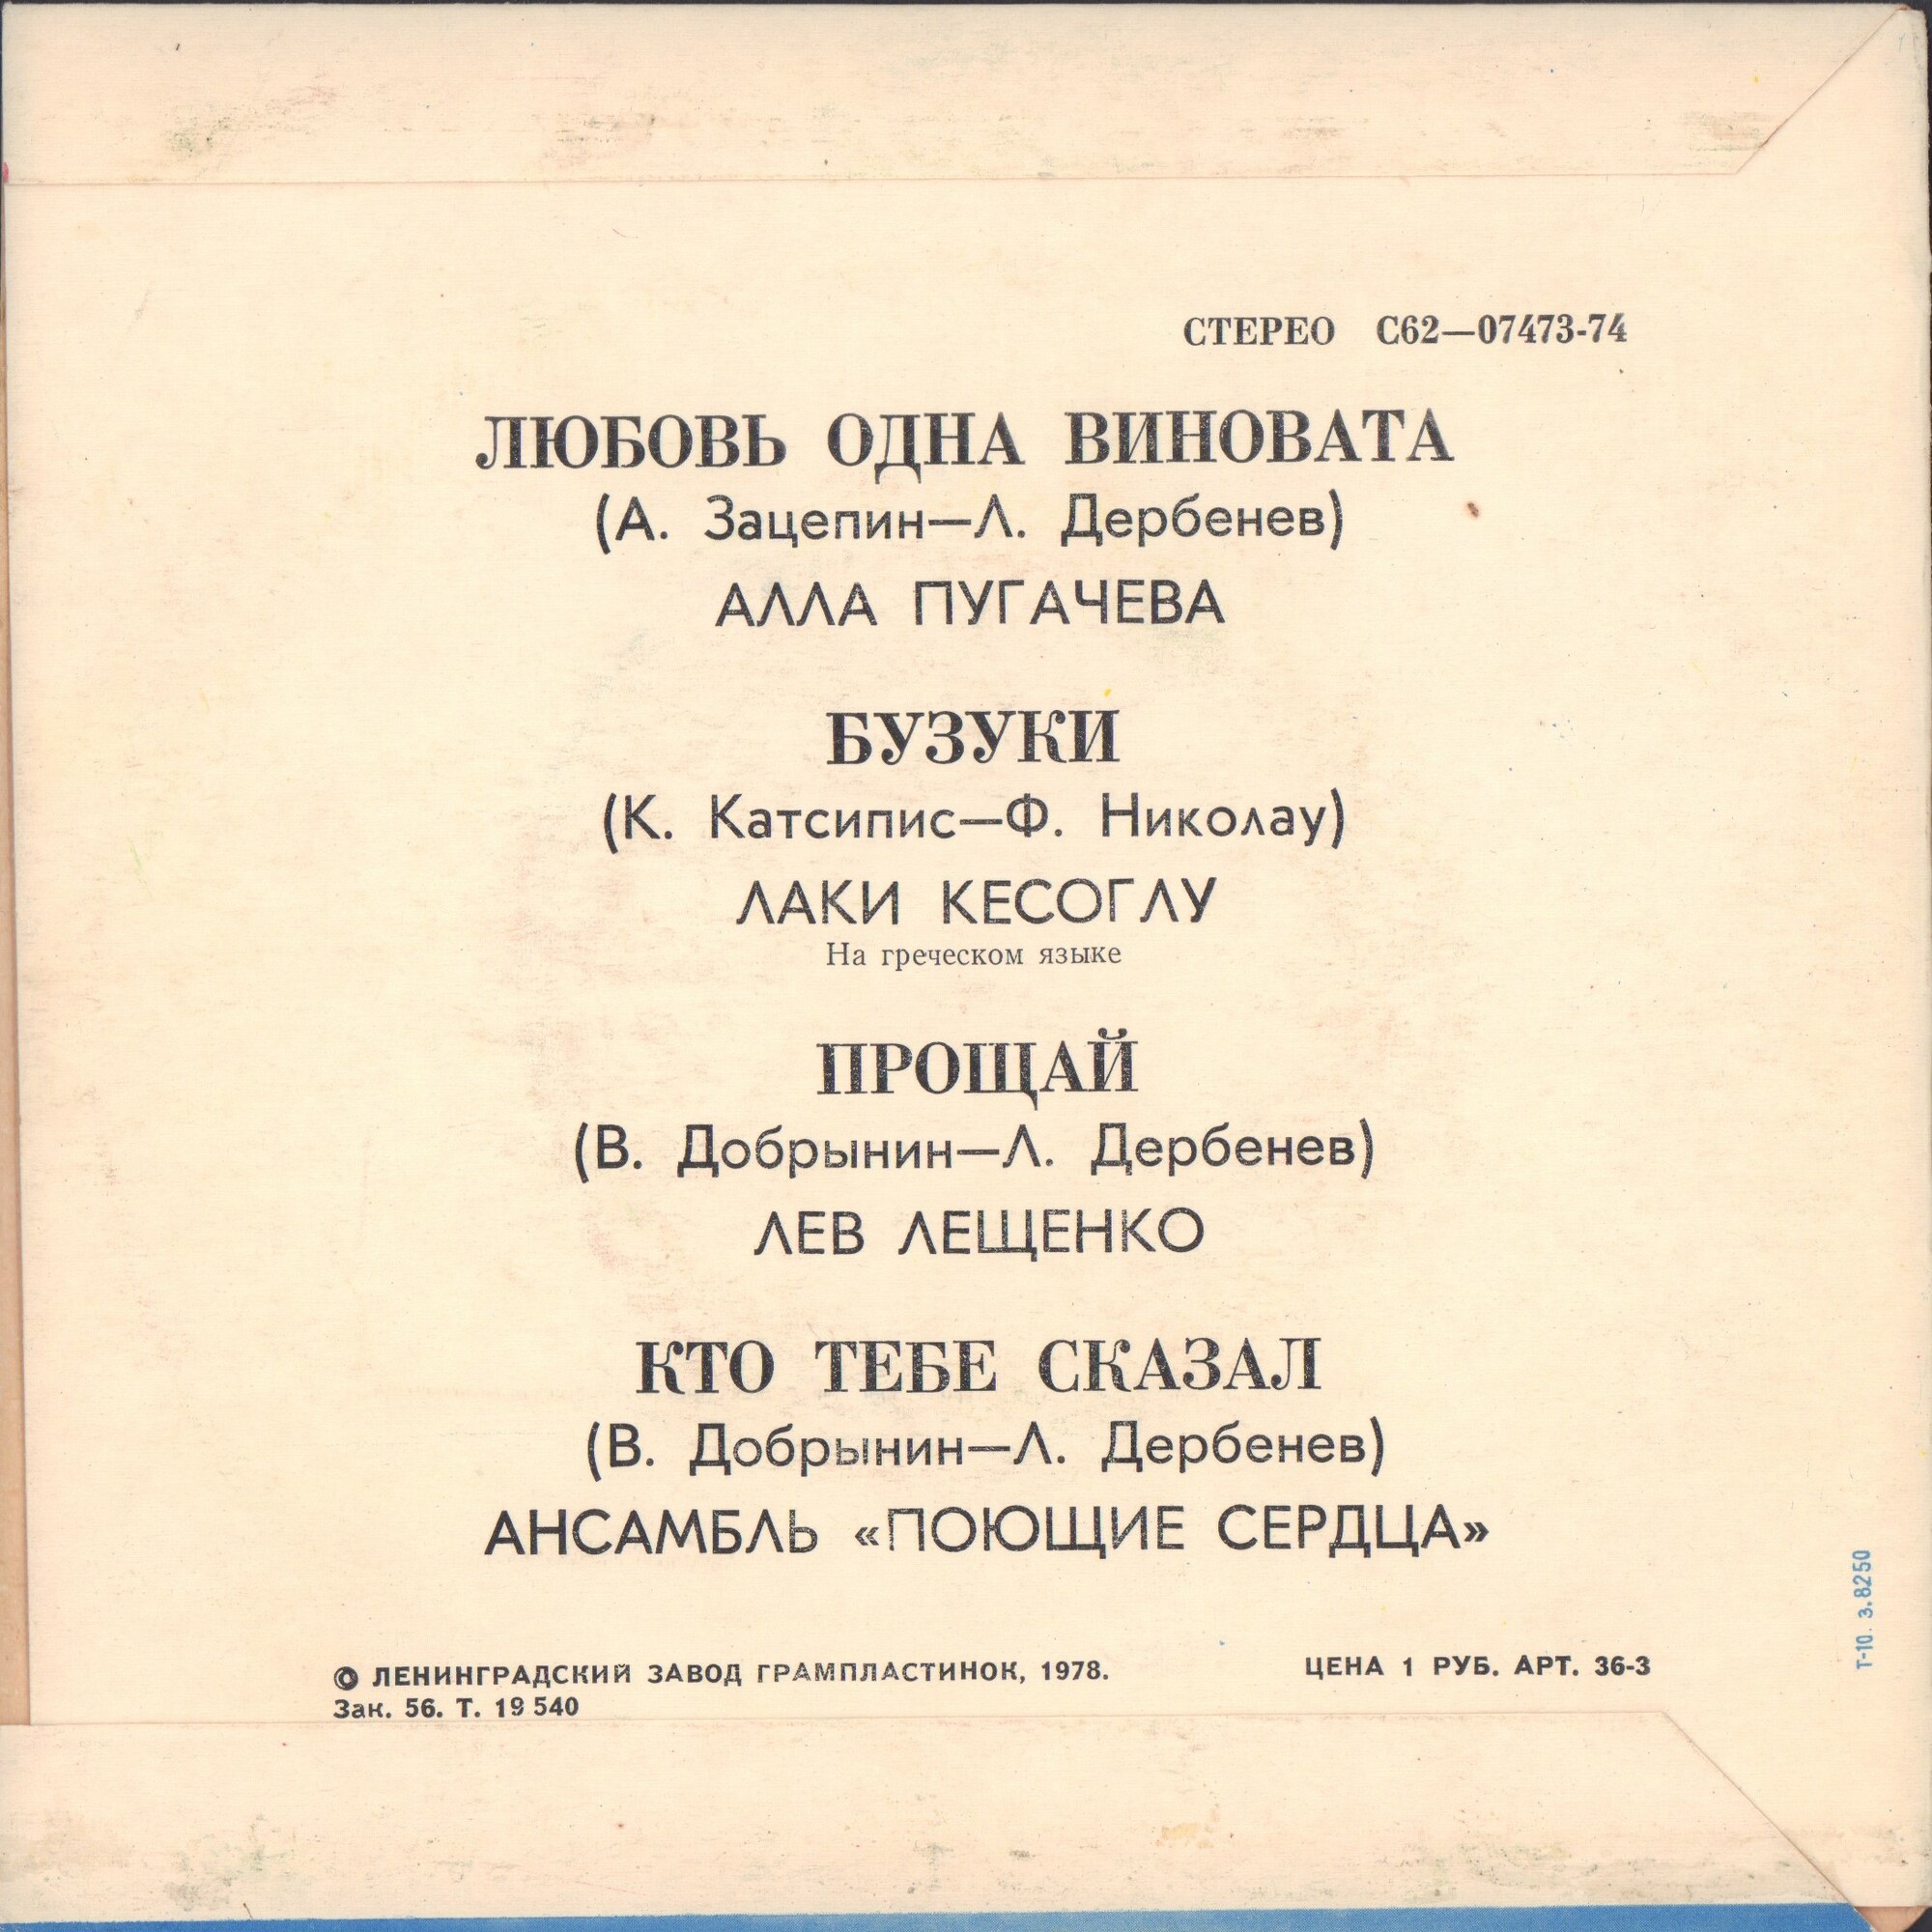 СТЕРЕО С62—07473-74
ЛЮБОВЬ ОДНА ВИНОВАТА
(А. Зацепин—Л. Дербенев)
АЛЛА ПУГАЧЕВА
БУЗУКИ
(К. Катсипис—Ф. Николау)
ЛАКИ КЕСОГЛУ
На греческом языке
ПРОЩАЙ
(В. Добрынин—Л. Дербенев)
ЛЕВ ЛЕЩЕНКО
КТО ТЕБЕ СКАЗАЛ
(В. Добрынин—Л. Дербенев)
АНСАМБЛЬ «ПОЮЩИЕ СЕРДЦА»
© ЛЕНИНГРАДСКИЙ ЗАВОД ГРАМПЛАСТИНОК, 1978.
Зак. 56. Т. 19 540
ЦЕНА 1 РУБ. АРТ. 36-3
Т-10. з. 8250